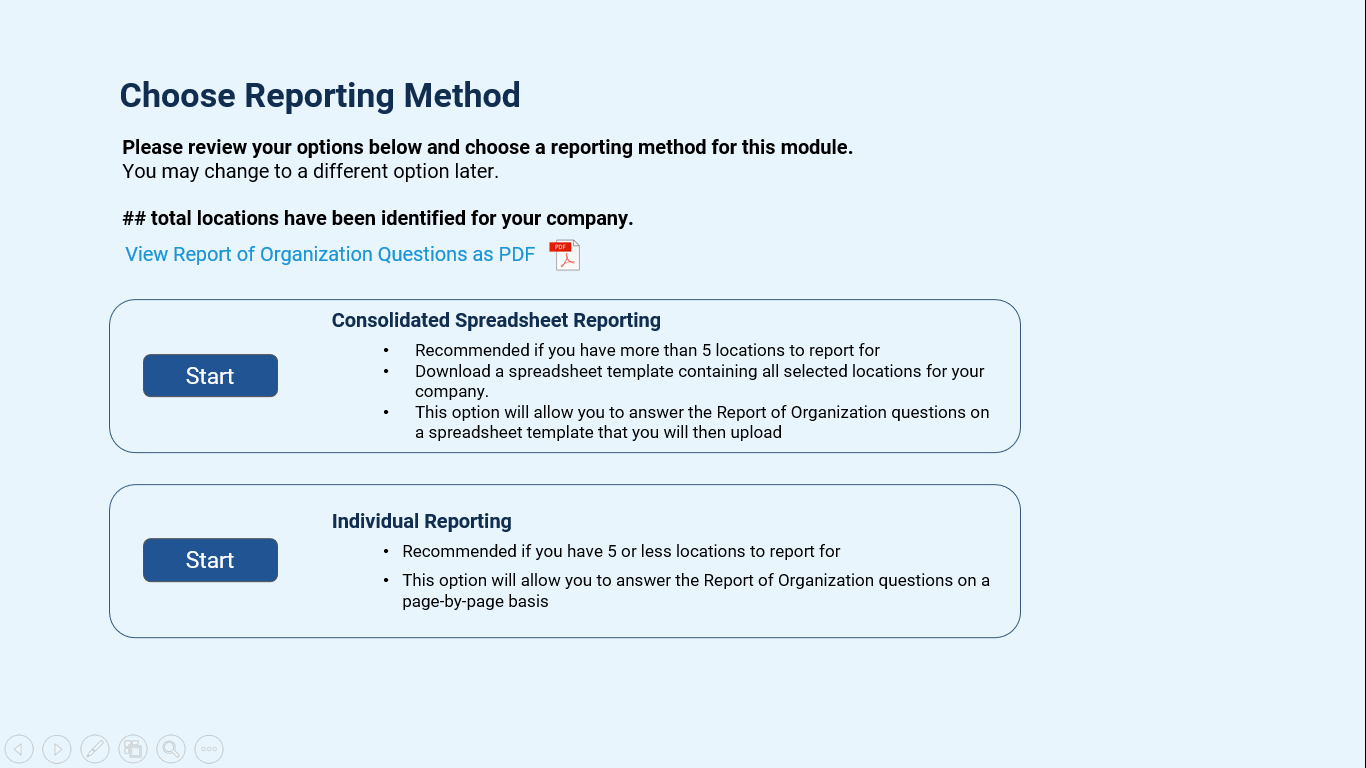 Choose Reporting Method
Please review your options below and choose a reporting method for this module.
You may change to a different option later.
## total locations have been identified for your company.
View Report of Organization Questions as PDF
PDF
Consolidated Spreadsheet Reporting
Start
• Recommended if you have more than 5 locations to report for
• Download a spreadsheet template containing all selected locations for your
company.
• This option will allow you to answer the Report of Organization questions on
a spreadsheet template that you will then upload
Individual Reporting
Start
• Recommended if you have 5 or less locations to report for
• This option will allow you to answer the Report of Organization questions on a
page-by-page basis